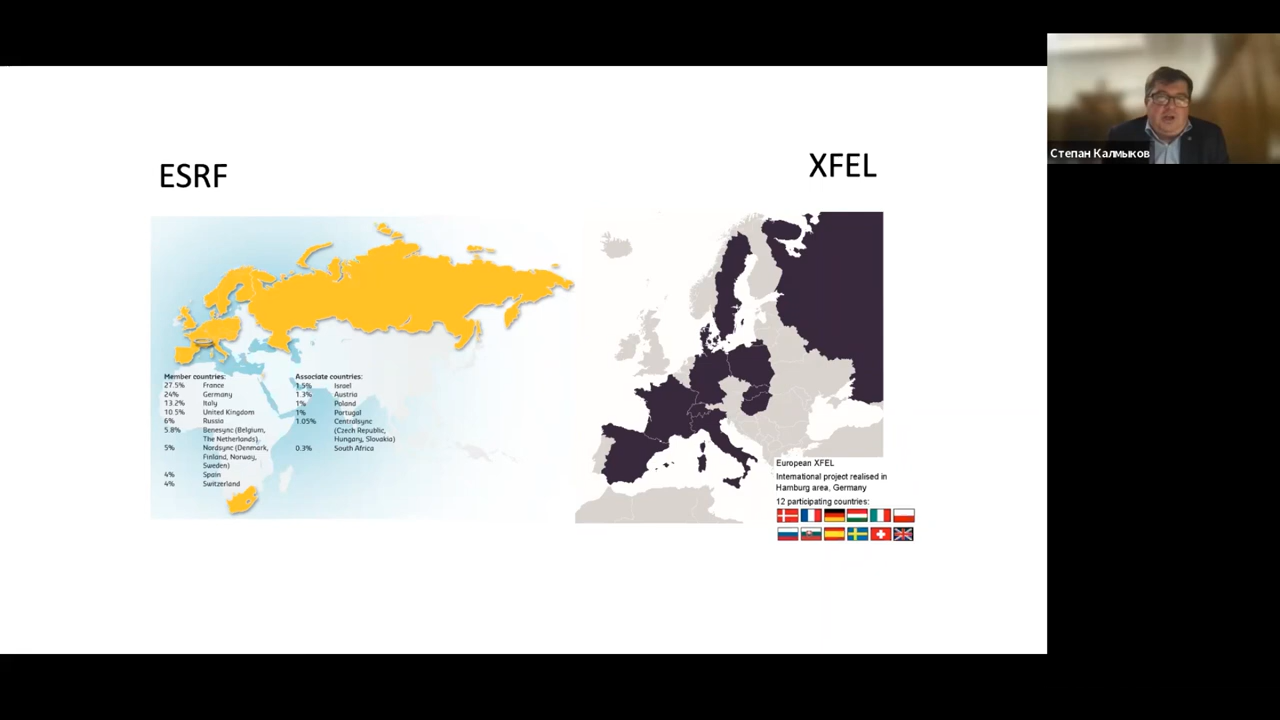 ESRF
XFEL
Степан Калмыков
Member countries:
27.5% France
24% Germany
13.2% Italy
10.5% United Kingdom
6% Russia
5.8% Benesync (Belgium,
The Netherlands)
5% Nordsync (Denmark,
Finland, Norway,
Sweden)
4% Spain
4% Switzerland
Associate countries:
1.5% Israel
1.3% Austria
1% Poland
1% Portugal
1.05% Centralsync
(Czech Republic,
Hungary, Slovakia)
0.3% South Africa
European XFEL
International project realised in
Hamburg area, Germany
12 participating countries: